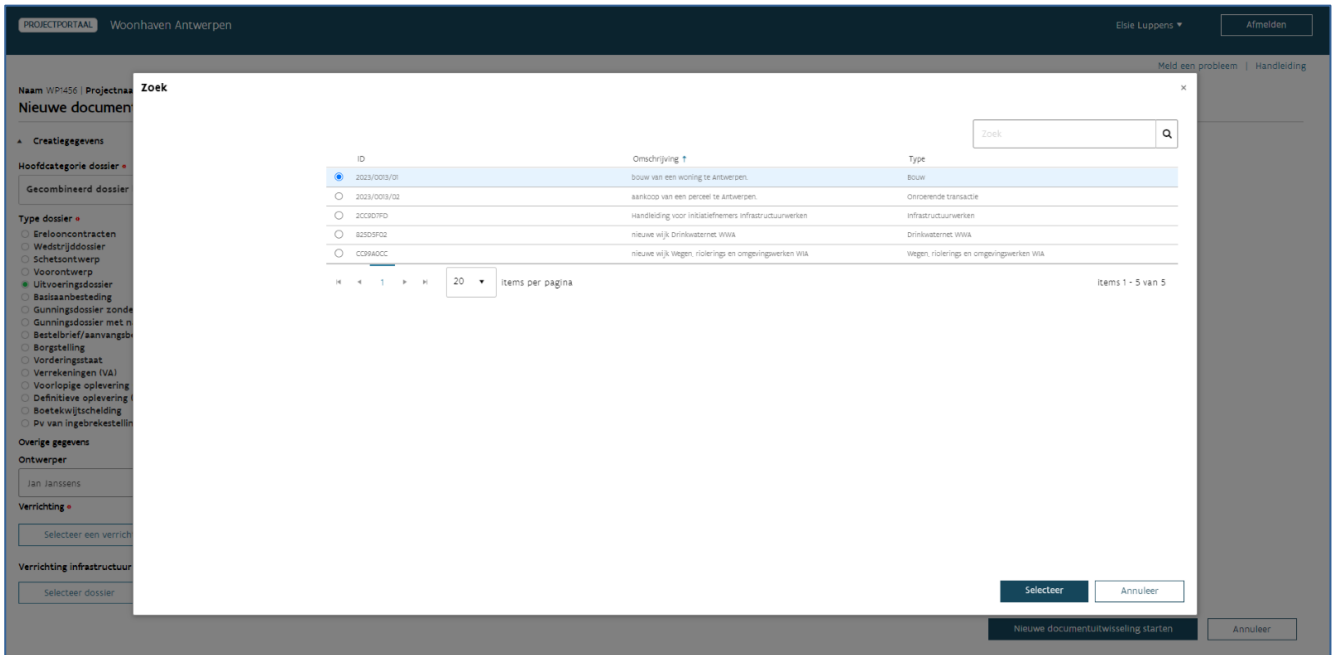 PROJECTPORTAAL Woonhaven Antwerpen Elsie Luppens Afmelden
Meld een probleem | Handleiding
Naam WP1456 | Projectnaa
Nieuwe documen
Creatiegegevens
Hoofdcategorie dossier *
Gecombineerd dossier
Type dossier *
Erelooncontracten
Wedstrijddossier
Schetsontwerp
Voorontwerp
Uitvoeringsdossier
Basisaanbesteding
Gunningsdossier zonde
Gunningsdossier met n
Bestelbrief/aanvangsb
Borgstelling
Vorderingsstaat
Verrekeningen (VA)
Voorlopige oplevering
Definitieve oplevering (
Boetekwijtschelding
Pv van ingebrekestellin
Overige gegevens
Ontwerper
Jan Janssens
Verrichting *
Selecteer een verrich
Verrichting infrastructuur
Selecteer dossier
Zoek ×
Zoek
ID Omschrijving ↑ Type
2023/0013/01 bouw van een woning te Antwerpen. Bouw
2023/0013/02 aankoop van een perceel te Antwerpen. Onroerende transactie
2CC9D7FD Handleiding voor initiatiefnemers infrastructuurwerken Infrastructuurwerken
825D5F02 nieuwe wijk Drinkwaternet WWA Drinkwaternet WWA
CC99A0CC nieuwe wijk Wegen, riolerings en omgevingswerken WIA Wegen, riolerings en omgevingswerken WIA
1 20 items per pagina items 1 - 5 van 5
Selecteer Annuleer
Nieuwe documentuitwisseling starten Annuleer